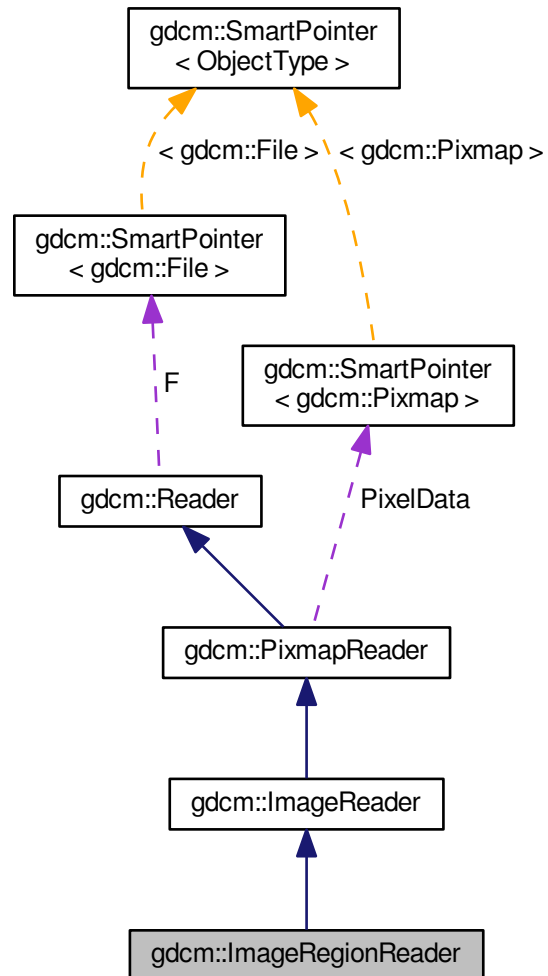 gdcm::SmartPointer
< ObjectType >
< gdcm::File >
< gdcm::Pixmap >
gdcm::SmartPointer
< gdcm::File >
gdcm::SmartPointer
< gdcm::Pixmap >
F
gdcm::Reader
PixelData
gdcm::PixmapReader
gdcm::ImageReader
gdcm::ImageRegionReader